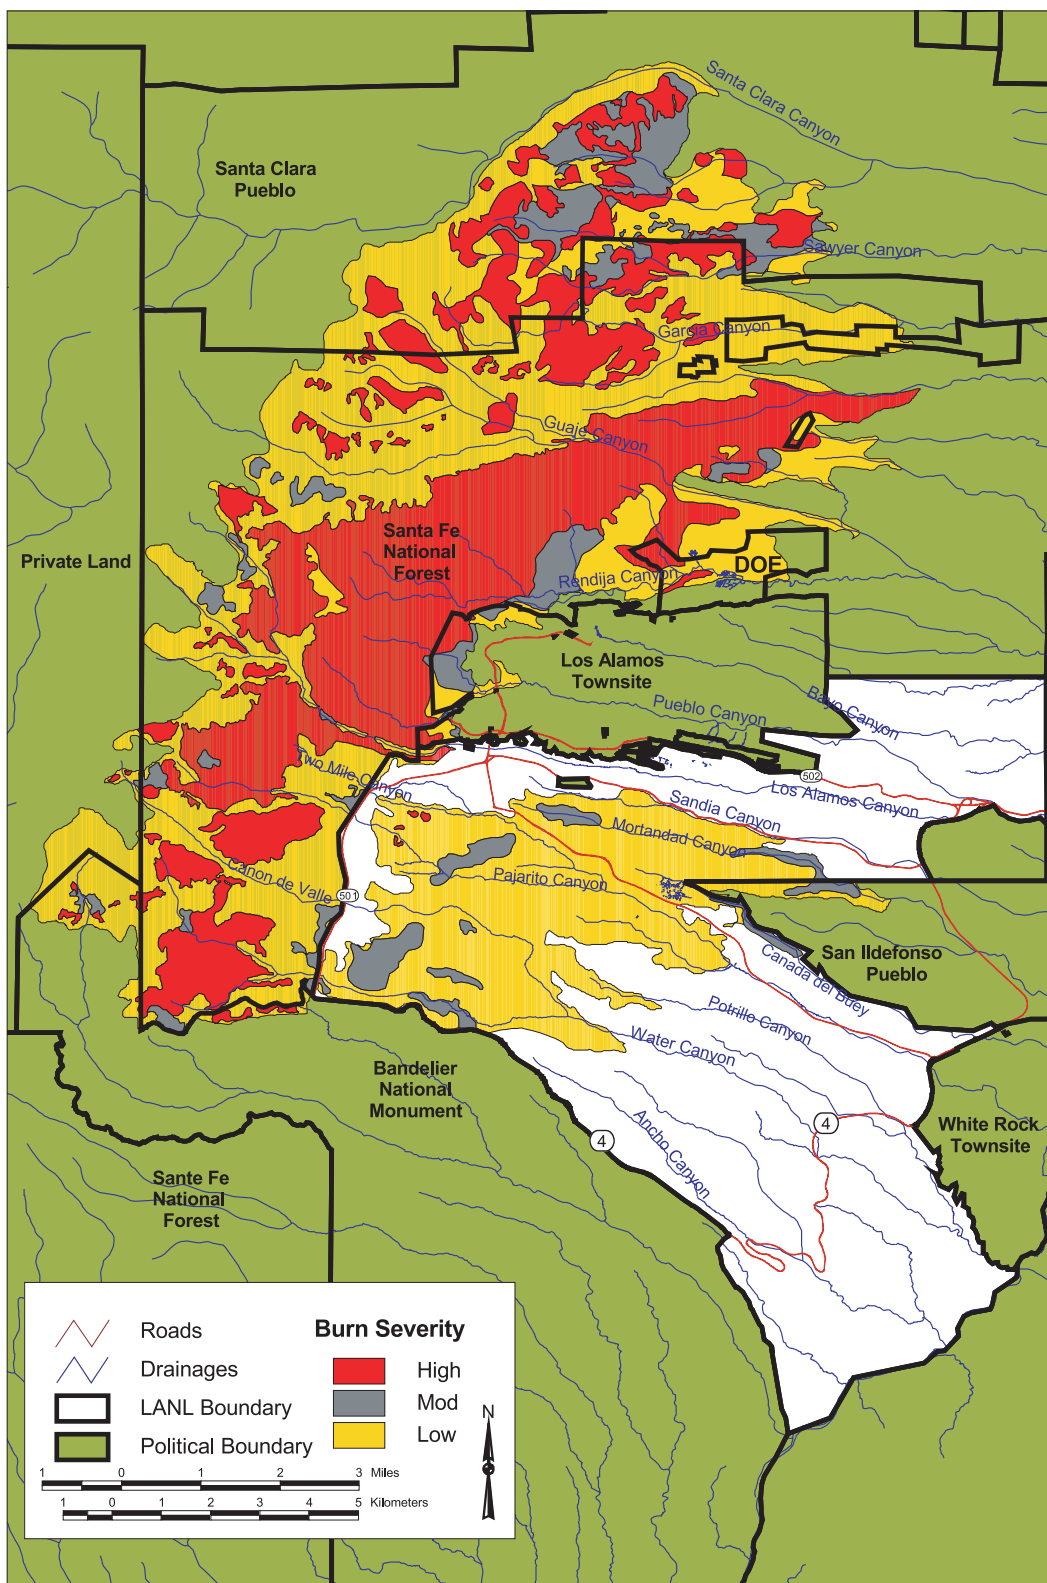 Santa Clara Canyon
Santa Clara
Pueblo
Sawyer Canyon
Garcia Canyon
Guaje Canyon
Santa Fe
National
Forest
Private Land
DOE
Rendija Canyon
Los Alamos
Townsite
Pueblo Canyon
Bayo Canyon
502
Two Mile Canyon
Los Alamos Canyon
Sandia Canyon
Mortandad Canyon
Canon de Valle
Pajarito Canyon
501
San Ildefonso
Pueblo
Canada del Buey
Potrillo Canyon
Water Canyon
Bandelier
National
Monument
Ancho Canyon
4
4
White Rock
Townsite
Sante Fe
National
Forest
Roads
Drainages
LANL Boundary
Political Boundary
Burn Severity
High
Mod
Low
N
1 0 1 2 3 Miles
1 0 1 2 3 4 5 Kilometers